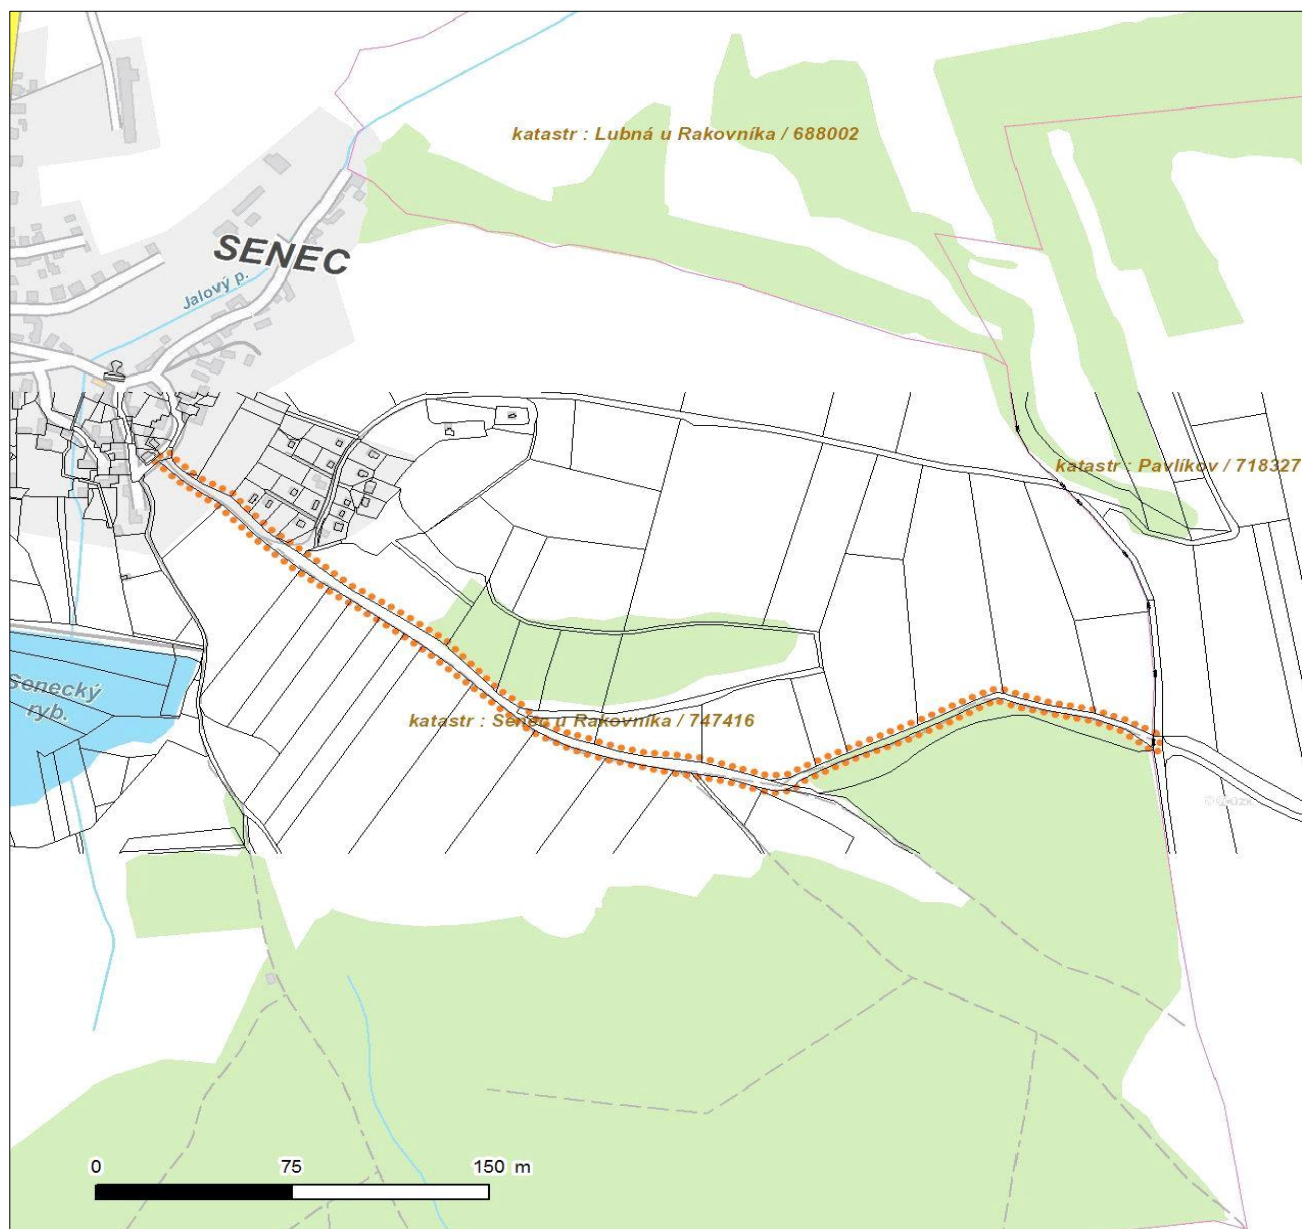 katastr : Lubná u Rakovníka / 688002
SENEC
Jalový p.
katastr : Pavlíkov / 718327
Senecký
ryb.
katastr : Senec u Rakovníka / 747416
0 75 150 m